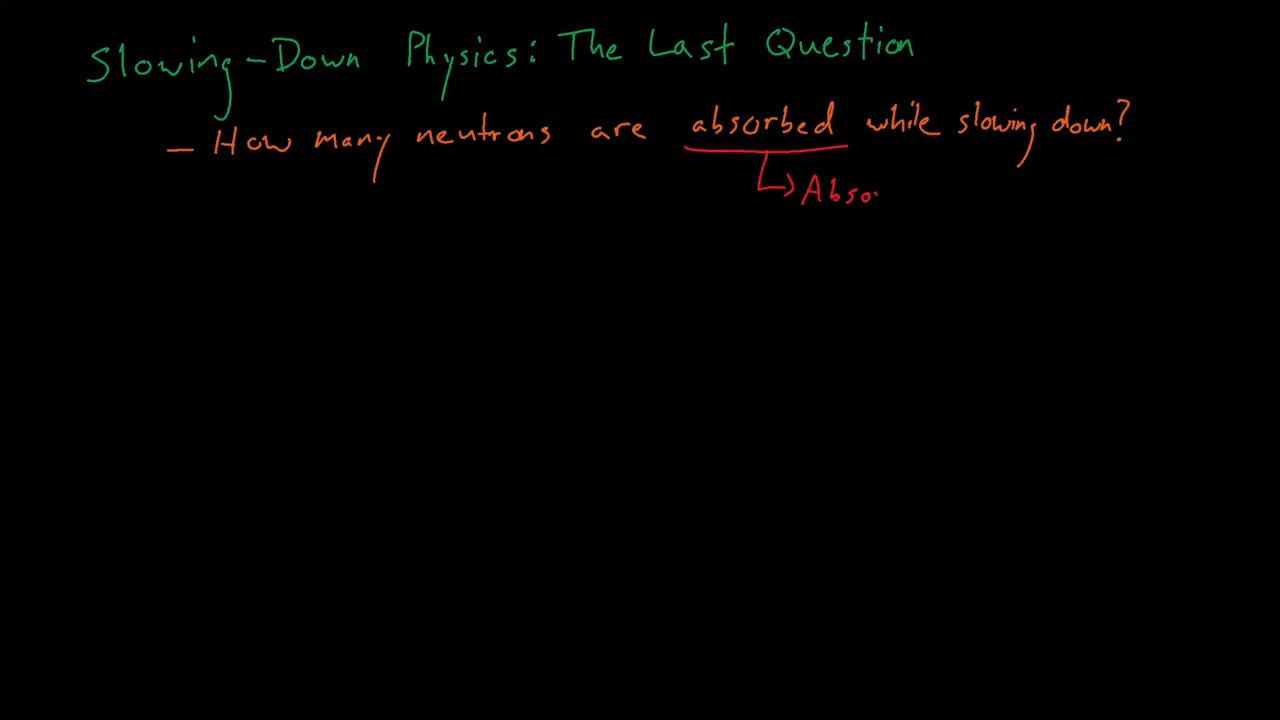 Slowing-Down Physics: The Last Question
- How many neutrons are absorbed while slowing down?
Abso